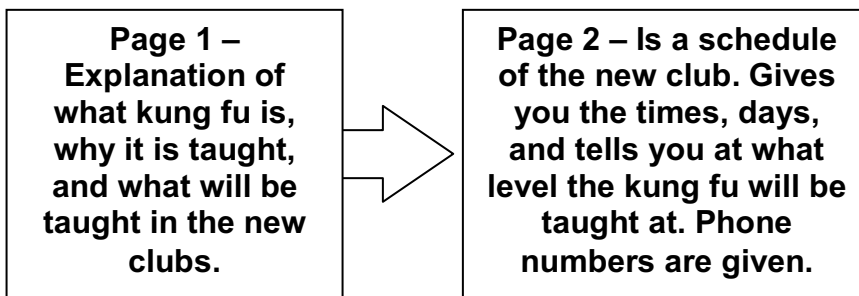 Page 1 –
Explanation of
what kung fu is,
why it is taught,
and what will be
taught in the new
clubs.
Page 2 – Is a schedule
of the new club. Gives
you the times, days,
and tells you at what
level the kung fu will be
taught at. Phone
numbers are given.